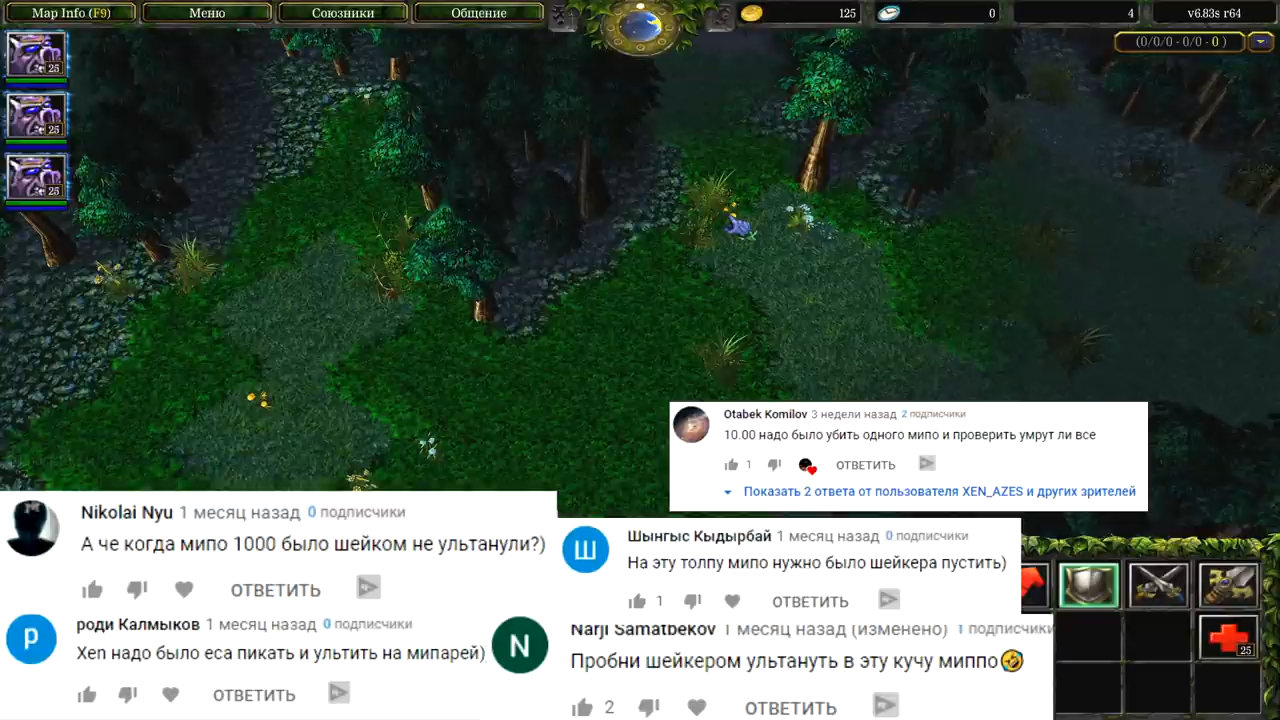 Map Info (F9)
Меню
Союзники
Общение
125
0
4
v6.83s r64
(0/0/0 - 0/0 - 0 )
25
25
25
Otabek Komilov 3 недели назад 2 подписчики
10.00 надо было убить одного мипо и проверить умрут ли все
1 ОТВЕТИТЬ
Показать 2 ответа от пользователя XEN_AZES и других зрителей
Nikolai Nyu 1 месяц назад 0 подписчики
А че когда мипо 1000 было шейком не ультанули?)
ОТВЕТИТЬ
Ш
Шынгыс Кыдырбай 1 месяц назад 0 подписчики
На эту толпу мипо нужно было шейкера пустить)
1 ОТВЕТИТЬ
р
роди Калмыков 1 месяц назад 0 подписчики
Xen надо было еса пикать и ультить на мипарей)
ОТВЕТИТЬ
N
Narji Samatbekov 1 месяц назад (изменено) 1 подписчики
Пробни шейкером ультануть в эту кучу миппо🤣
2 ОТВЕТИТЬ
25